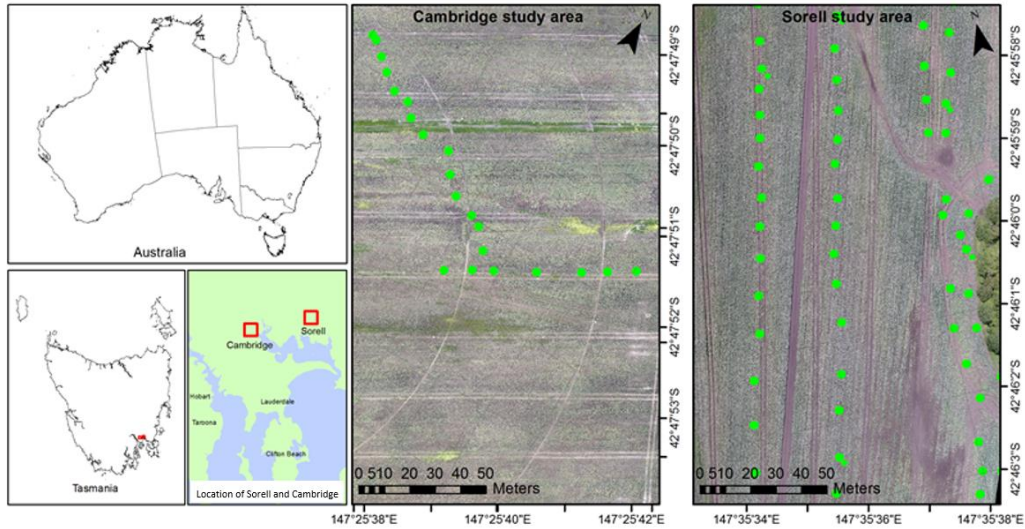 Australia
Tasmania
Cambridge
Sorell
Hobart
Lauderdale
Taroona
Clifton Beach
Location of Sorell and Cambridge
Cambridge study area
N
42°47'49"S
42°47'50"S
42°47'51"S
42°47'52"S
42°47'53"S
0 510 20 30 40 50
Meters
147°25'38"E 147°25'40"E 147°25'42"E
Sorell study area
N
42°45'58"S
42°45'59"S
42°46'0"S
42°46'1"S
42°46'2"S
42°46'3"S
0 510 20 30 40 50
Meters
147°35'34"E 147°35'36"E 147°35'38"E